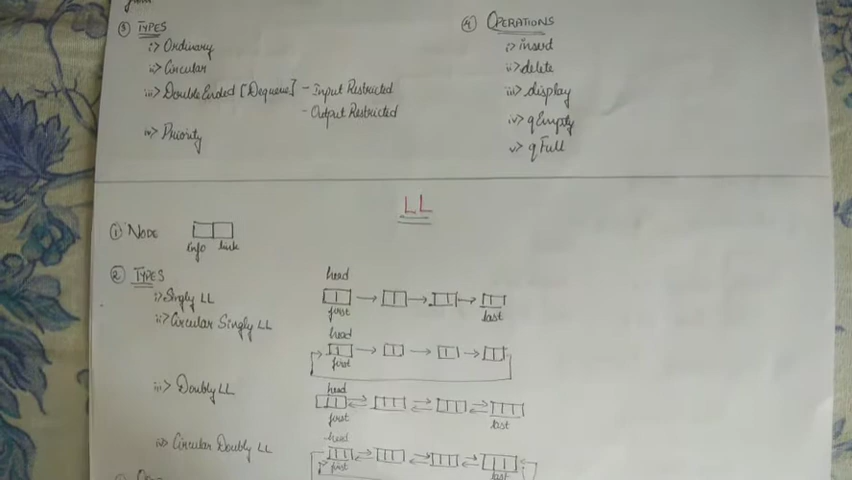 ③ TYPES
i> Ordinary
ii> Circular
iii> DoubleEnded [Dequeue] - Input Restricted
- Output Restricted
iv> Priority
④ OPERATIONS
i> insert
ii> delete
iii> display
iv> qEmpty
v> qFull
LL
① NODE
info link
② TYPES
i> Singly LL
head
first last
ii> Circular Singly LL
head
first
iii> Doubly LL
head
first last
iv> Circular Doubly LL
head
first last